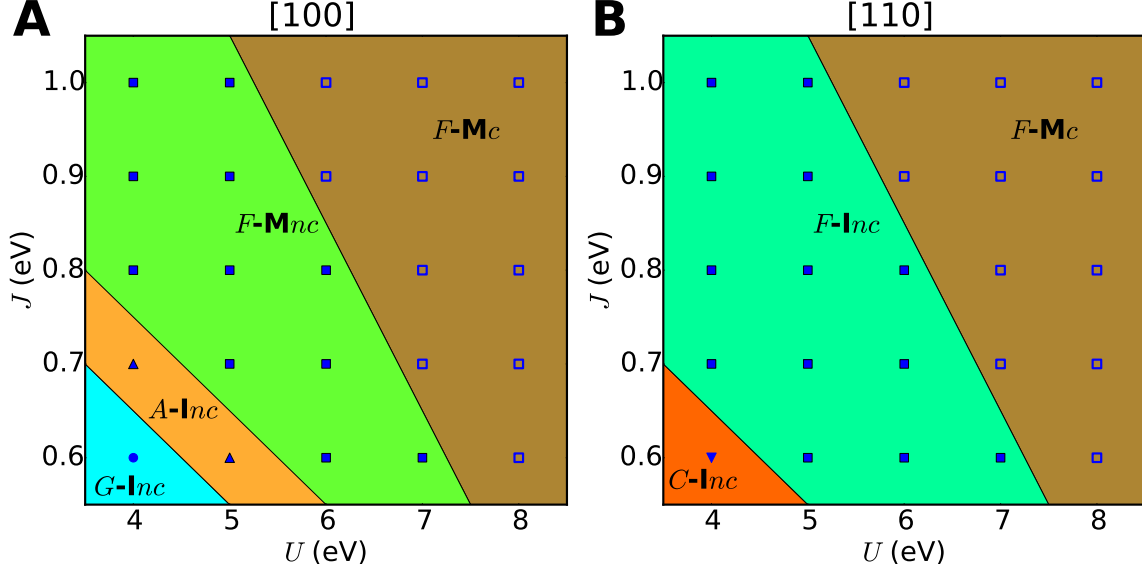 A
[100]
1.0
0.9
0.8
0.7
0.6
J (eV)
F-Mc
F-Mnc
A-Inc
G-Inc
4 5 6 7 8
U (eV)
B
[110]
1.0
0.9
0.8
0.7
0.6
J (eV)
F-Mc
F-Inc
C-Inc
4 5 6 7 8
U (eV)